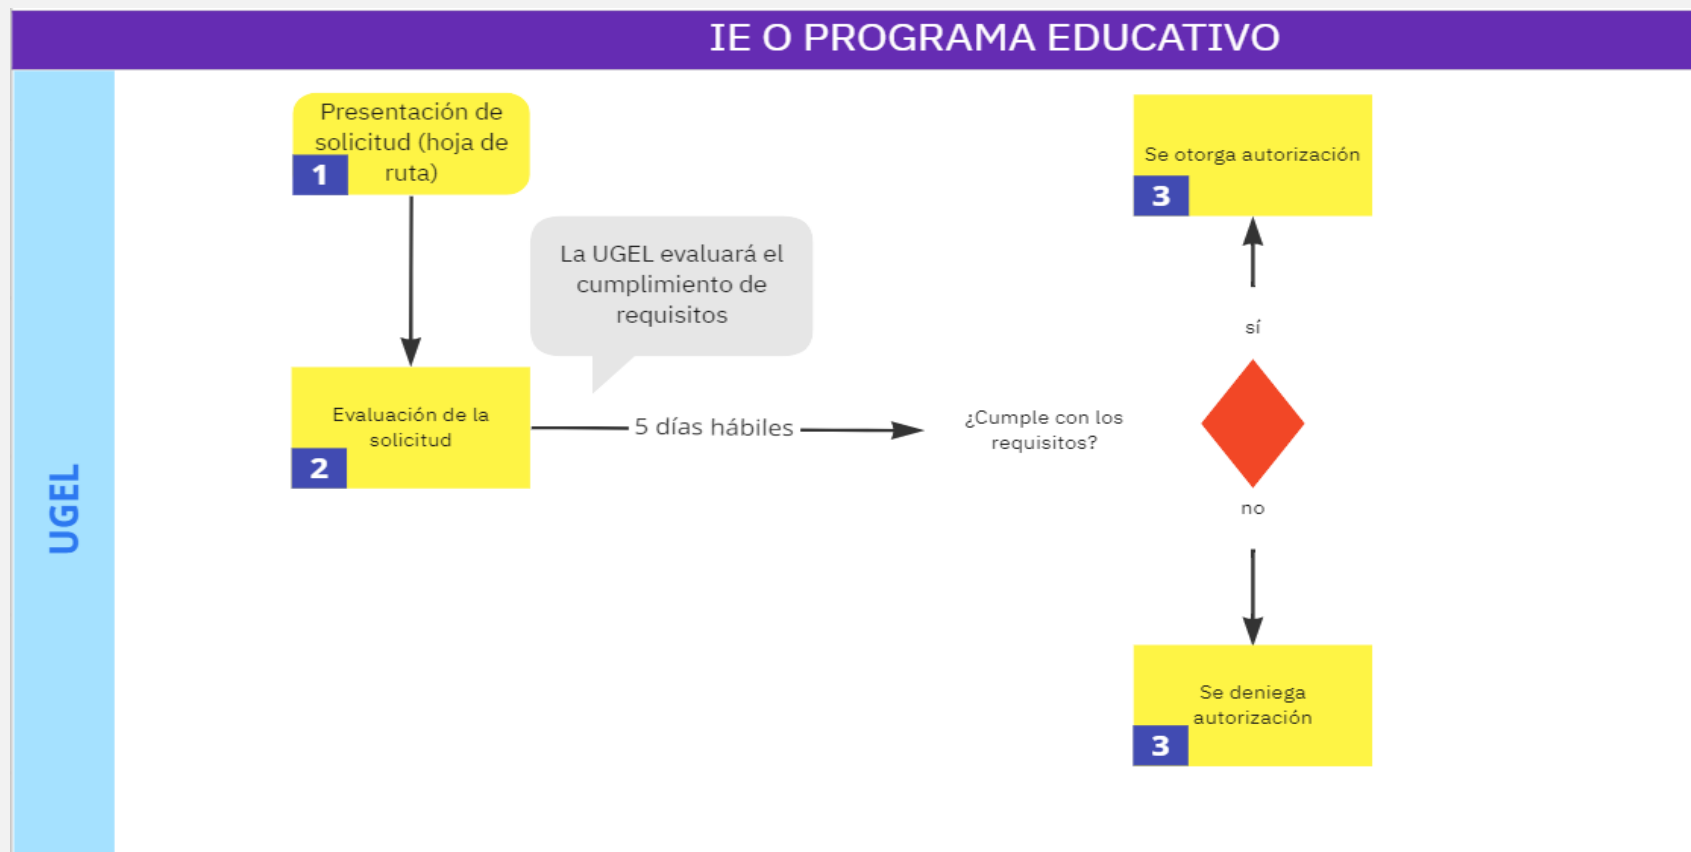 IE O PROGRAMA EDUCATIVO
UGEL
Presentación de
solicitud (hoja de
ruta)
1
La UGEL evaluará el
cumplimiento de
requisitos
Evaluación de la
solicitud
2
5 días hábiles
¿Cumple con los
requisitos?
Se otorga autorización
3
sí
no
Se deniega
autorización
3